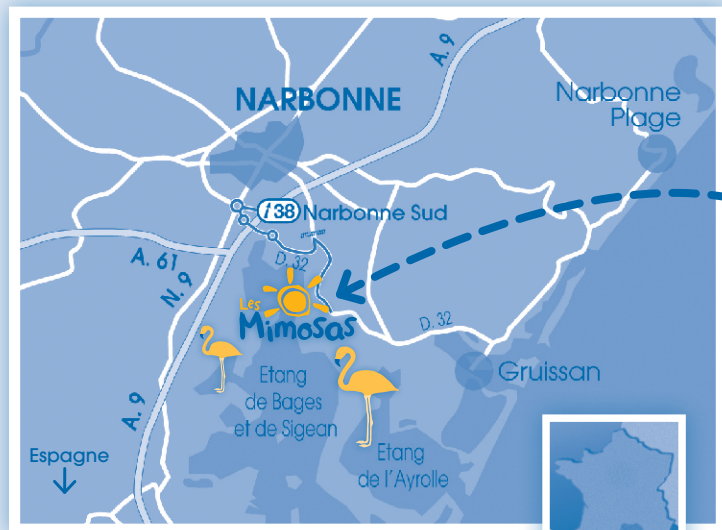 A. 9
NARBONNE
Narbonne
Plage
i 38 Narbonne Sud
A. 61
N. 9
D. 32
Les
Mimosas
D. 32
Gruissan
Etang
de Bages
et de Sigean
A. 9
Etang
de l'Ayrolle
Espagne